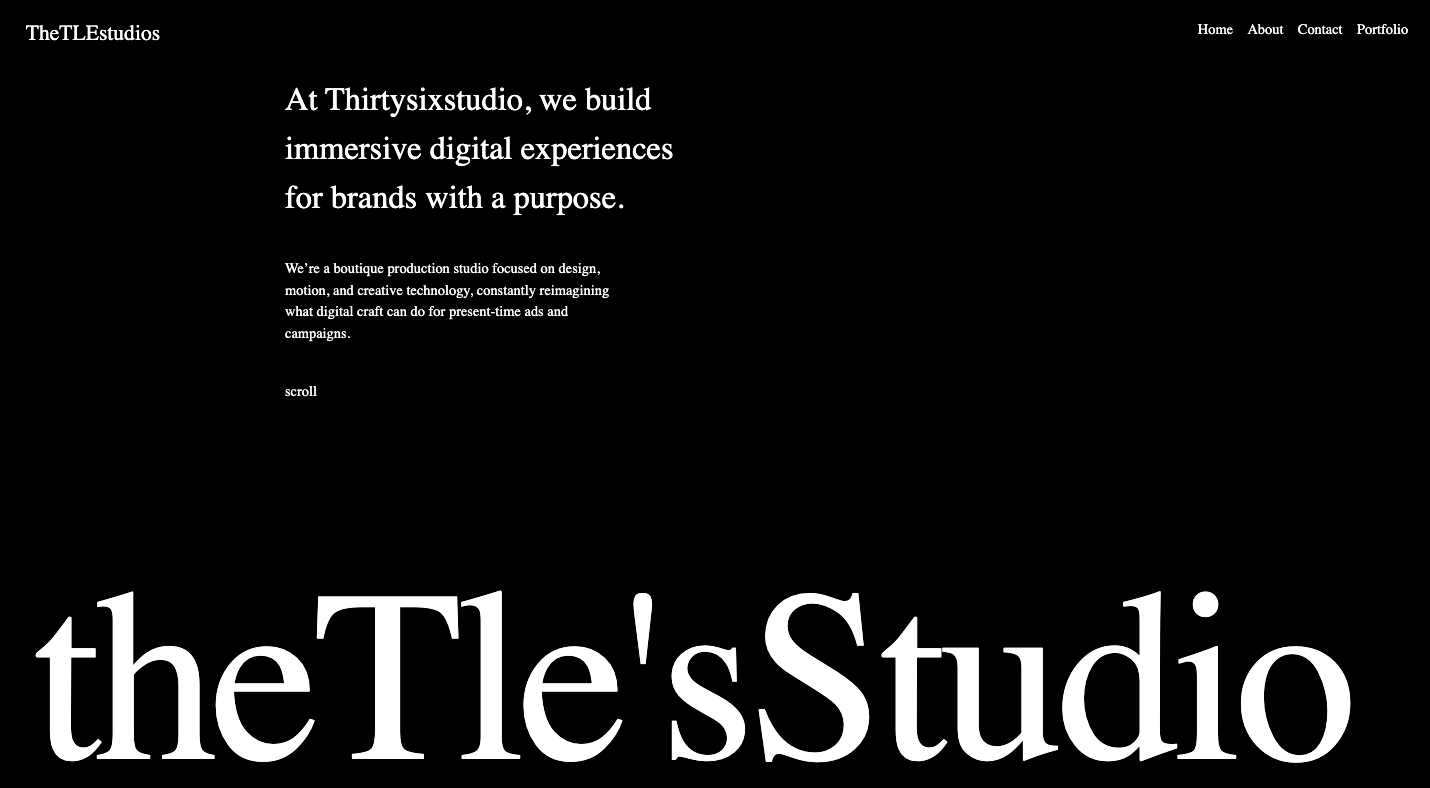 TheTLEstudios
Home About Contact Portfolio
At Thirtysixstudio, we build
immersive digital experiences
for brands with a purpose.
We’re a boutique production studio focused on design,
motion, and creative technology, constantly reimagining
what digital craft can do for present-time ads and
campaigns.
scroll
theTle'sStudio